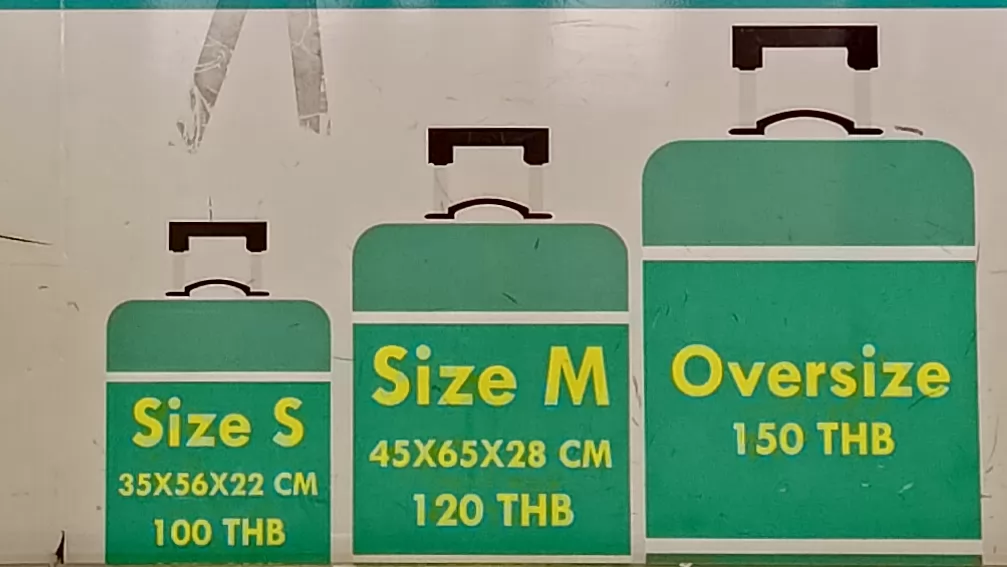 Size S
35X56X22 CM
100 THB
Size M
45X65X28 CM
120 THB
Oversize
150 THB